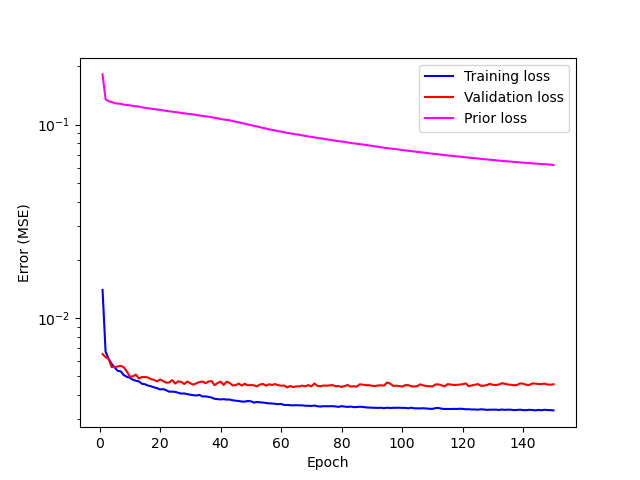 Training loss
Validation loss
Prior loss
10⁻¹
10⁻²
Error (MSE)
0 20 40 60 80 100 120 140
Epoch